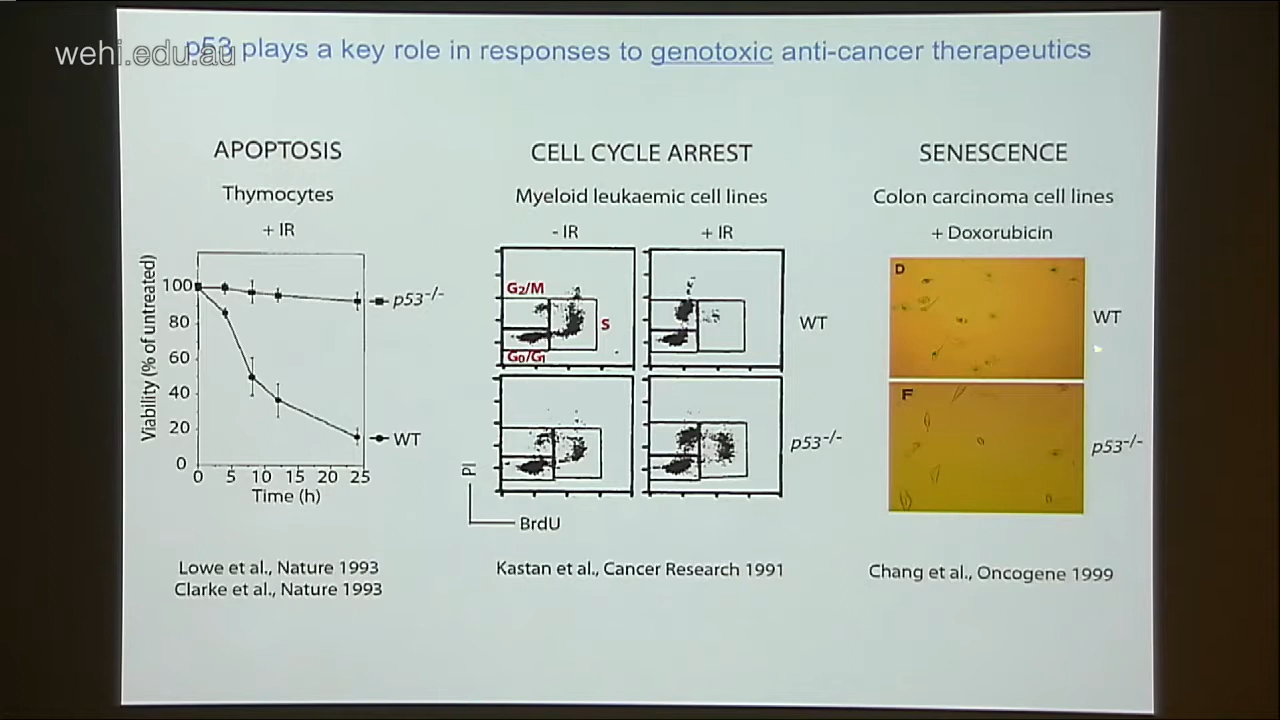 wehi.edu.au
p53 plays a key role in responses to genotoxic anti-cancer therapeutics
APOPTOSIS
Thymocytes
+ IR
Viability (% of untreated)
100
80
60
40
20
0
0 5 10 15 20 25
Time (h)
p53-/-
WT
Lowe et al., Nature 1993
Clarke et al., Nature 1993
CELL CYCLE ARREST
Myeloid leukaemic cell lines
- IR
+ IR
G2/M
S
G0/G1
WT
p53-/-
PI
BrdU
Kastan et al., Cancer Research 1991
SENESCENCE
Colon carcinoma cell lines
+ Doxorubicin
D
WT
F
p53-/-
Chang et al., Oncogene 1999